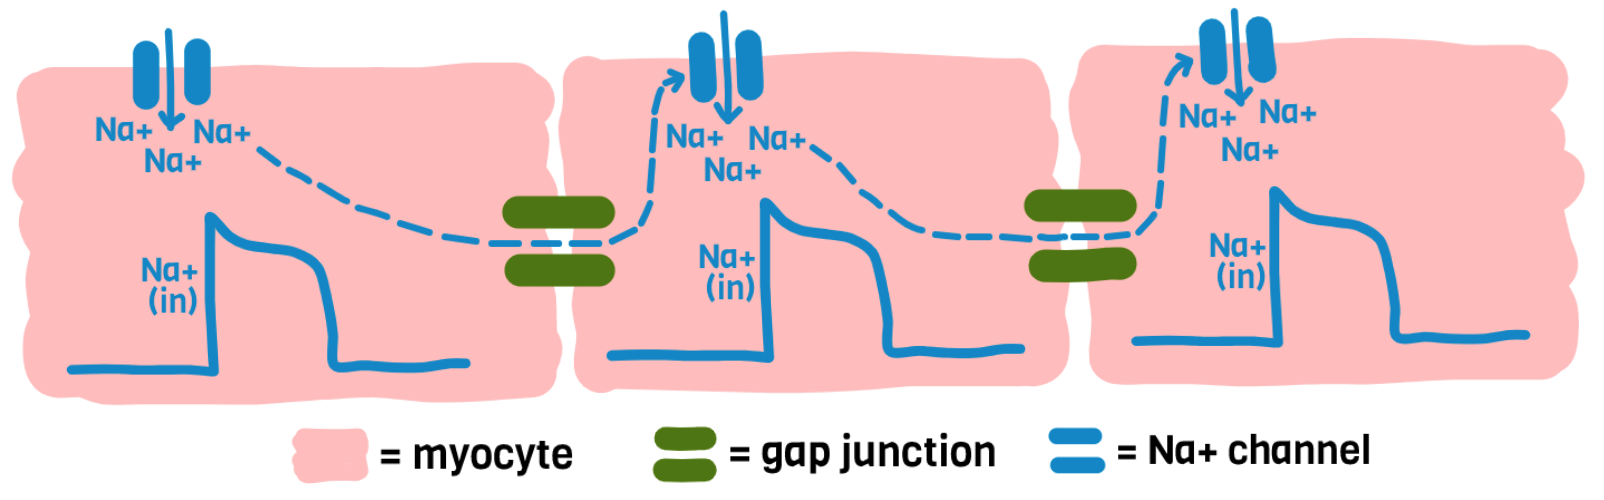 Na+ Na+
Na+
Na+
(in)
Na+ Na+
Na+
Na+
(in)
Na+ Na+
Na+
Na+
(in)
= myocyte
= gap junction
= Na+ channel